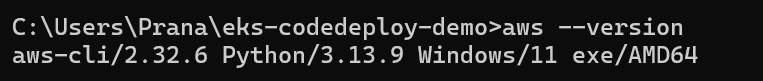 C:\Users\Prana\eks-codedeploy-demo>aws --version
aws-cli/2.32.6 Python/3.13.9 Windows/11 exe/AMD64